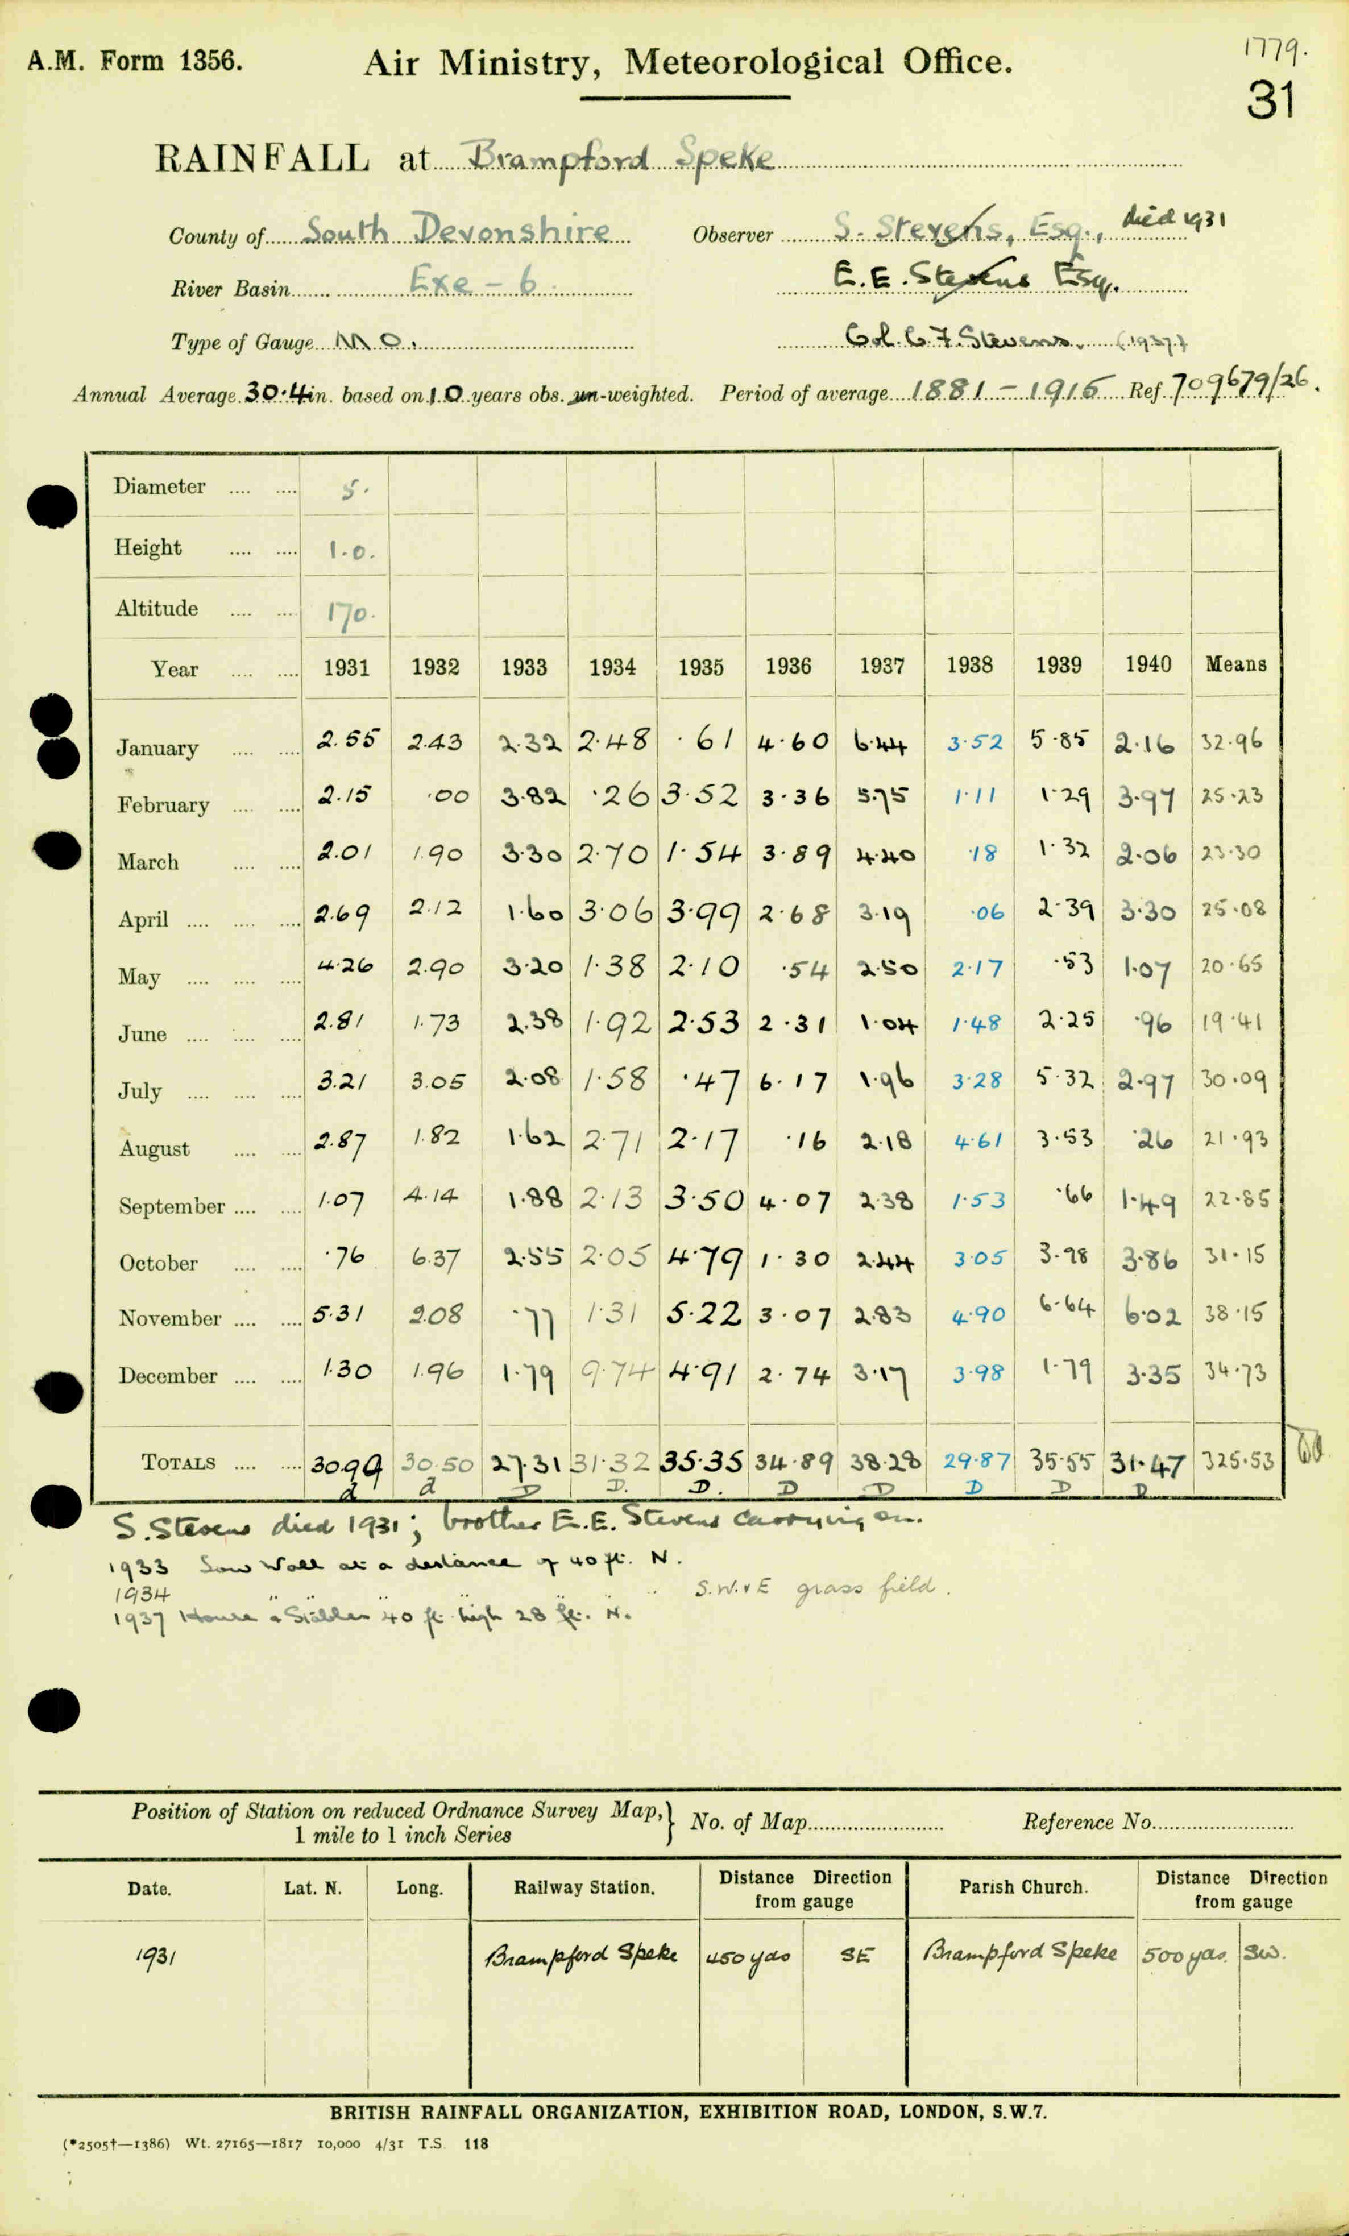 A.M. Form 1356.
Air Ministry, Meteorological Office.
1779.
31
RAINFALL at Brampford Speke
County of South Devonshire Observer S. Stevens, Esq., died 1931
River Basin Exe - 6 E.E. Stevens Esq.
Type of Gauge MO. Col. C. F. Stevens. (1937.)
Annual Average 30.4 in. based on 10 years obs. un-weighted. Period of average 1881 - 1915 Ref. 709679/26.
Diameter .... .... 5.
Height .... .... 1.0.
Altitude .... .... 170.
Year .... .... 1931 1932 1933 1934 1935 1936 1937 1938 1939 1940 Means
January .... .... 2.55 2.43 2.32 2.48 .61 4.60 6.44 3.52 5.85 2.16 32.96
February .... .... 2.15 .00 3.82 .26 3.52 3.36 5.75 1.11 1.29 3.97 25.23
March .... .... 2.01 1.90 3.30 2.70 1.54 3.89 4.40 .18 1.32 2.06 23.30
April .... .... .... 2.69 2.12 1.60 3.06 3.99 2.68 3.19 .06 2.39 3.30 25.08
May .... .... .... 4.26 2.90 3.20 1.38 2.10 .54 2.50 2.17 .53 1.07 20.65
June .... .... .... 2.81 1.73 2.38 1.92 2.53 2.31 1.04 1.48 2.25 .96 19.41
July .... .... .... 3.21 3.05 2.08 1.58 .47 6.17 1.96 3.28 5.32 2.97 30.09
August .... .... 2.87 1.82 1.62 2.71 2.17 .16 2.18 4.61 3.53 .26 21.93
September .... .... 1.07 4.14 1.88 2.13 3.50 4.07 2.38 1.53 .66 1.49 22.85
October .... .... .76 6.37 2.55 2.05 4.79 1.30 2.44 3.05 3.98 3.86 31.15
November .... .... 5.31 2.08 .77 1.31 5.22 3.07 2.83 4.90 6.64 6.02 38.15
December .... .... 1.30 1.96 1.79 9.74 4.91 2.74 3.17 3.98 1.79 3.35 34.73
TOTALS .... .... 30.99 30.50 27.31 31.32 35.35 34.89 38.28 29.87 35.55 31.47 325.53
d d D D. D. D D D D D
S. Stevens died 1931; brother E.E. Stevens carrying on.
1933 Low Wall at a distance of 40 ft. N.
1934 " " " " S.W. & E grass field.
1937 House & Stables 40 ft. high 28 ft. N.
Position of Station on reduced Ordnance Survey Map, 1 mile to 1 inch Series } No. of Map Reference No.
Date. Lat. N. Long. Railway Station. Distance Direction from gauge Parish Church. Distance Direction from gauge
1931 Brampford Speke 450 yds SE Brampford Speke 500 yds. SW.
BRITISH RAINFALL ORGANIZATION, EXHIBITION ROAD, LONDON, S.W.7.
(*2505†—1386) Wt. 27165—1817 10,000 4/31 T.S. 118